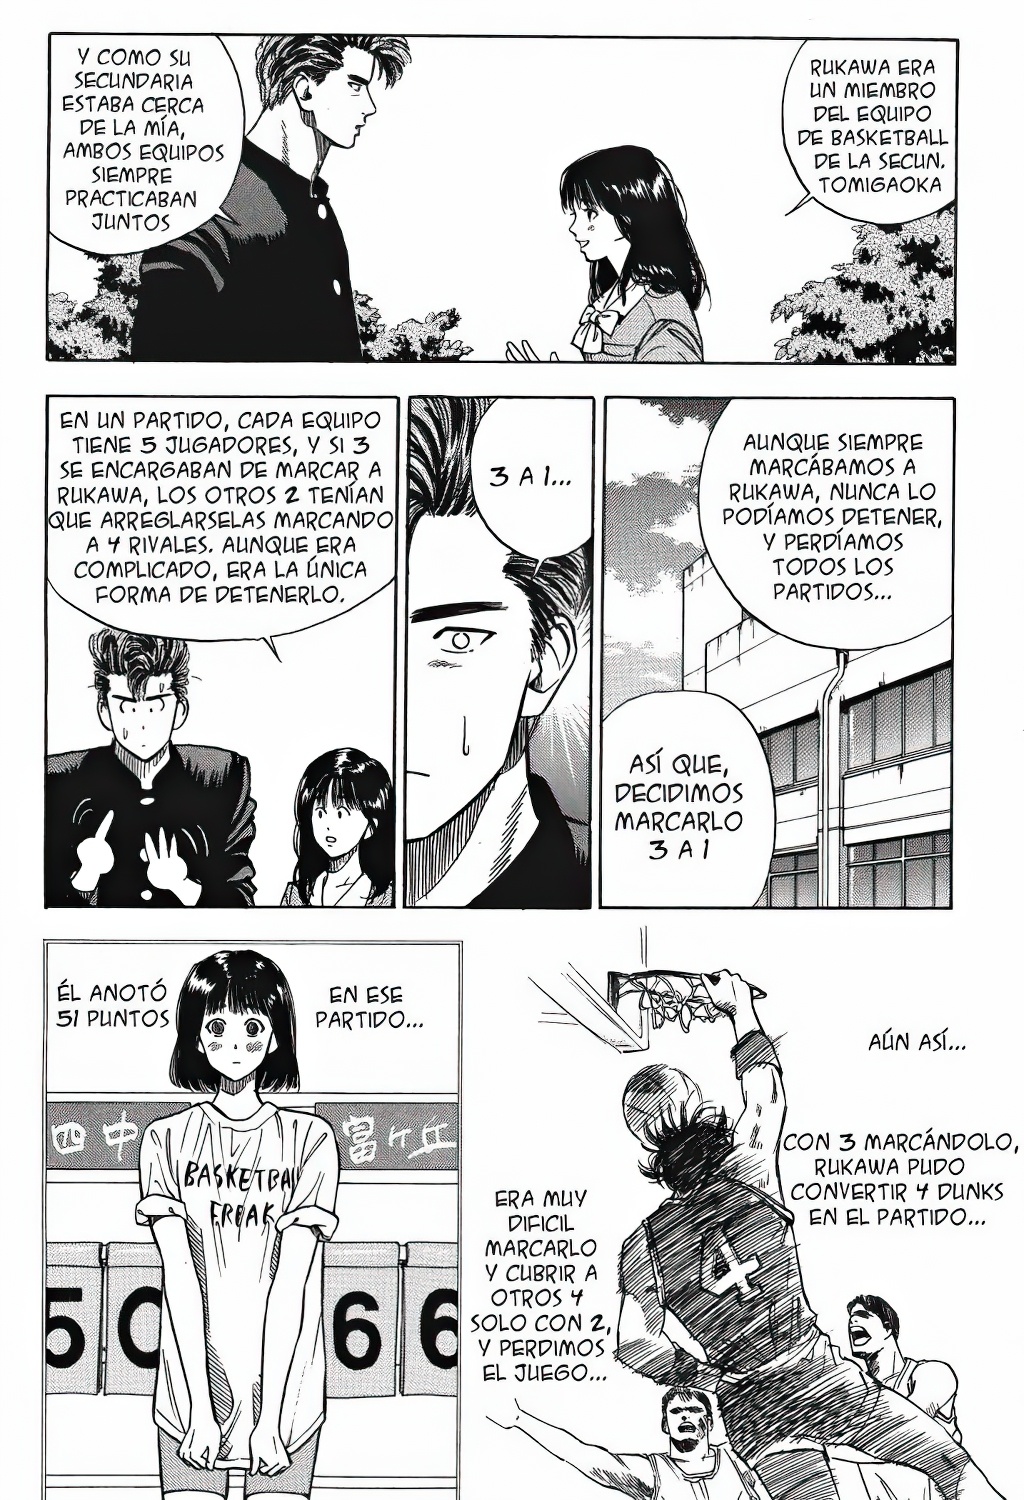 RUKAWA ERA
UN MIEMBRO
DEL EQUIPO
DE BASKETBALL
DE LA SECUN.
TOMIGAOKA
Y COMO SU
SECUNDARIA
ESTABA CERCA
DE LA MÍA,
AMBOS EQUIPOS
SIEMPRE
PRACTICABAN
JUNTOS
AUNQUE SIEMPRE
MARCÁBAMOS A
RUKAWA, NUNCA LO
PODÍAMOS DETENER,
Y PERDÍAMOS
TODOS LOS
PARTIDOS...
ASÍ QUE,
DECIDIMOS
MARCARLO
3 A 1
3 A 1...
EN UN PARTIDO, CADA EQUIPO
TIENE 5 JUGADORES, Y SI 3
SE ENCARGABAN DE MARCAR A
RUKAWA, LOS OTROS 2 TENÍAN
QUE ARREGLARSELAS MARCANDO
A 4 RIVALES. AUNQUE ERA
COMPLICADO, ERA LA ÚNICA
FORMA DE DETENERLO.
AÚN ASÍ...
CON 3 MARCÁNDOLO,
RUKAWA PUDO
CONVERTIR 4 DUNKS
EN EL PARTIDO...
4
ERA MUY
DIFICIL
MARCARLO
Y CUBRIR A
OTROS 4
SOLO CON 2,
Y PERDIMOS
EL JUEGO...
EN ESE
PARTIDO...
ÉL ANOTÓ
51 PUNTOS
四中
富ヶ丘
BASKETBAL
FREAK
50
66